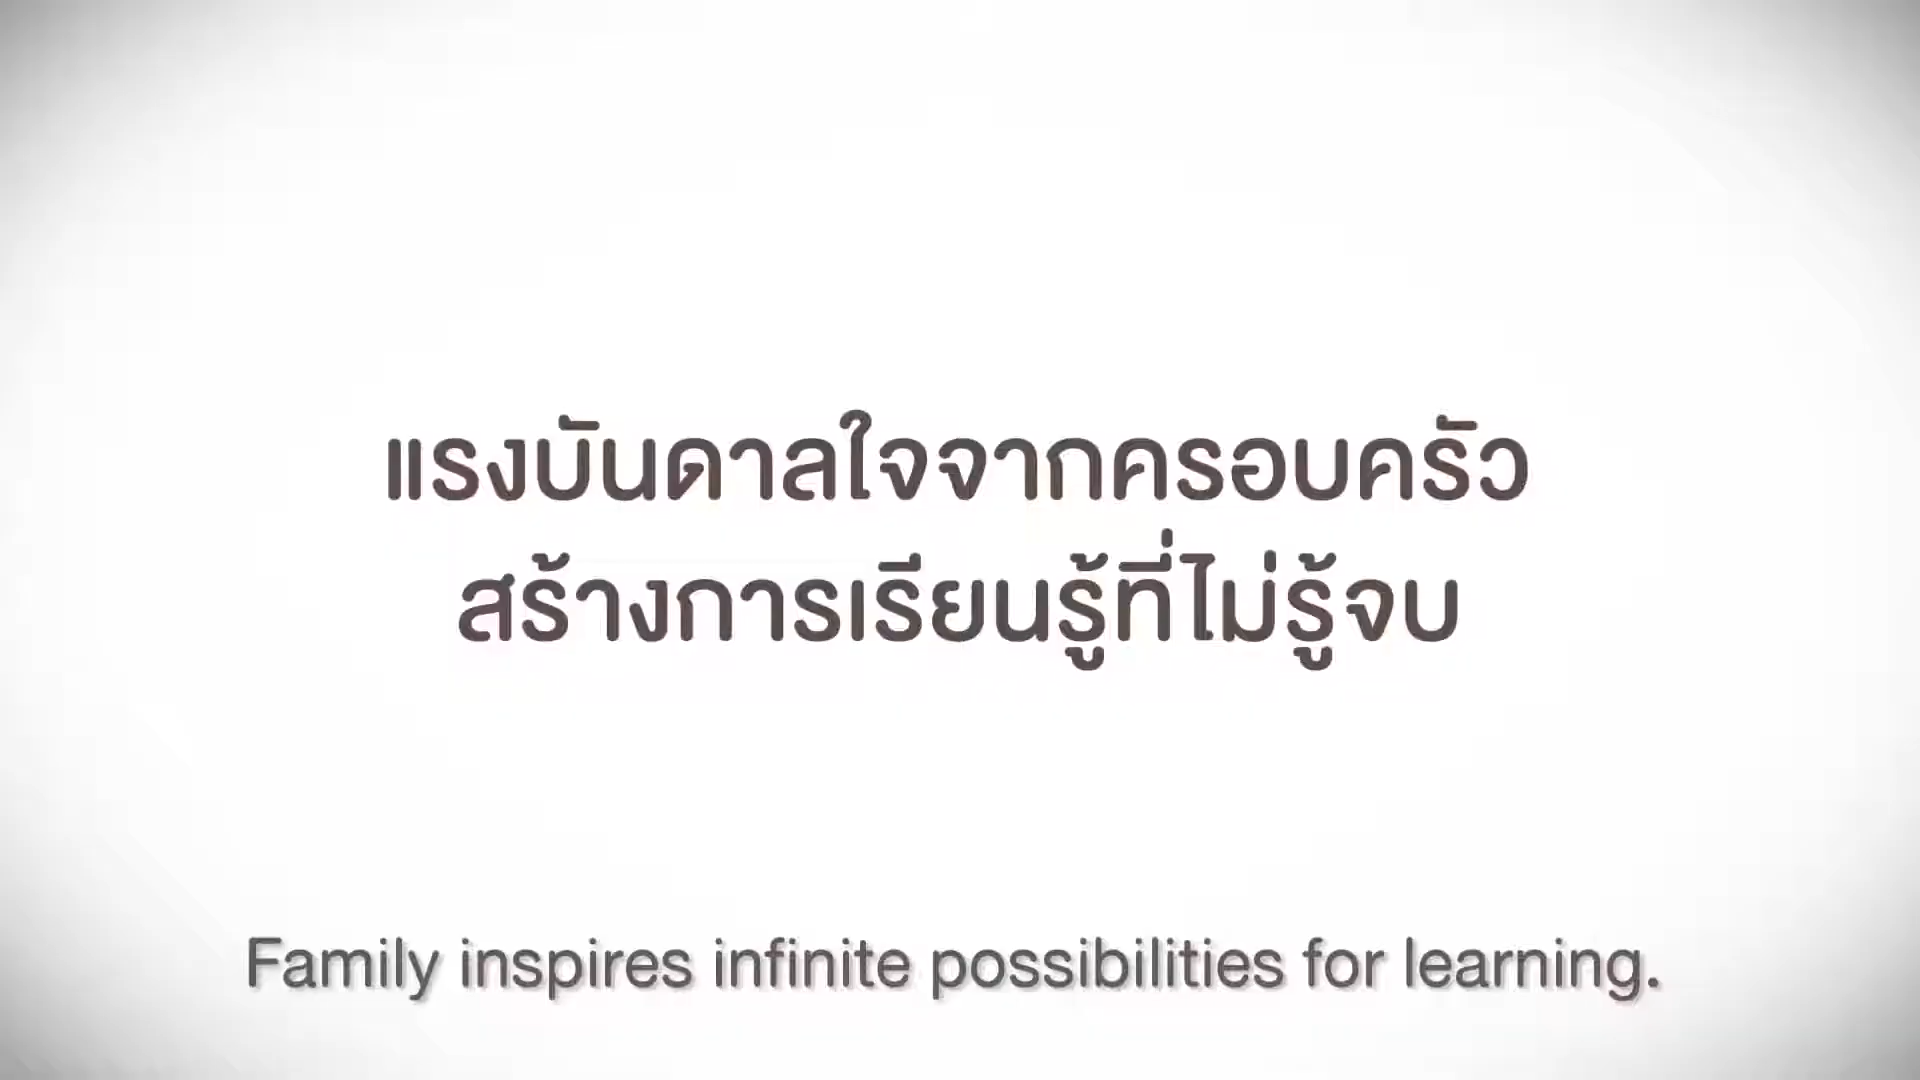 แรงบันดาลใจจากครอบครัว
สร้างการเรียนรู้ที่ไม่รู้จบ
Family inspires infinite possibilities for learning.